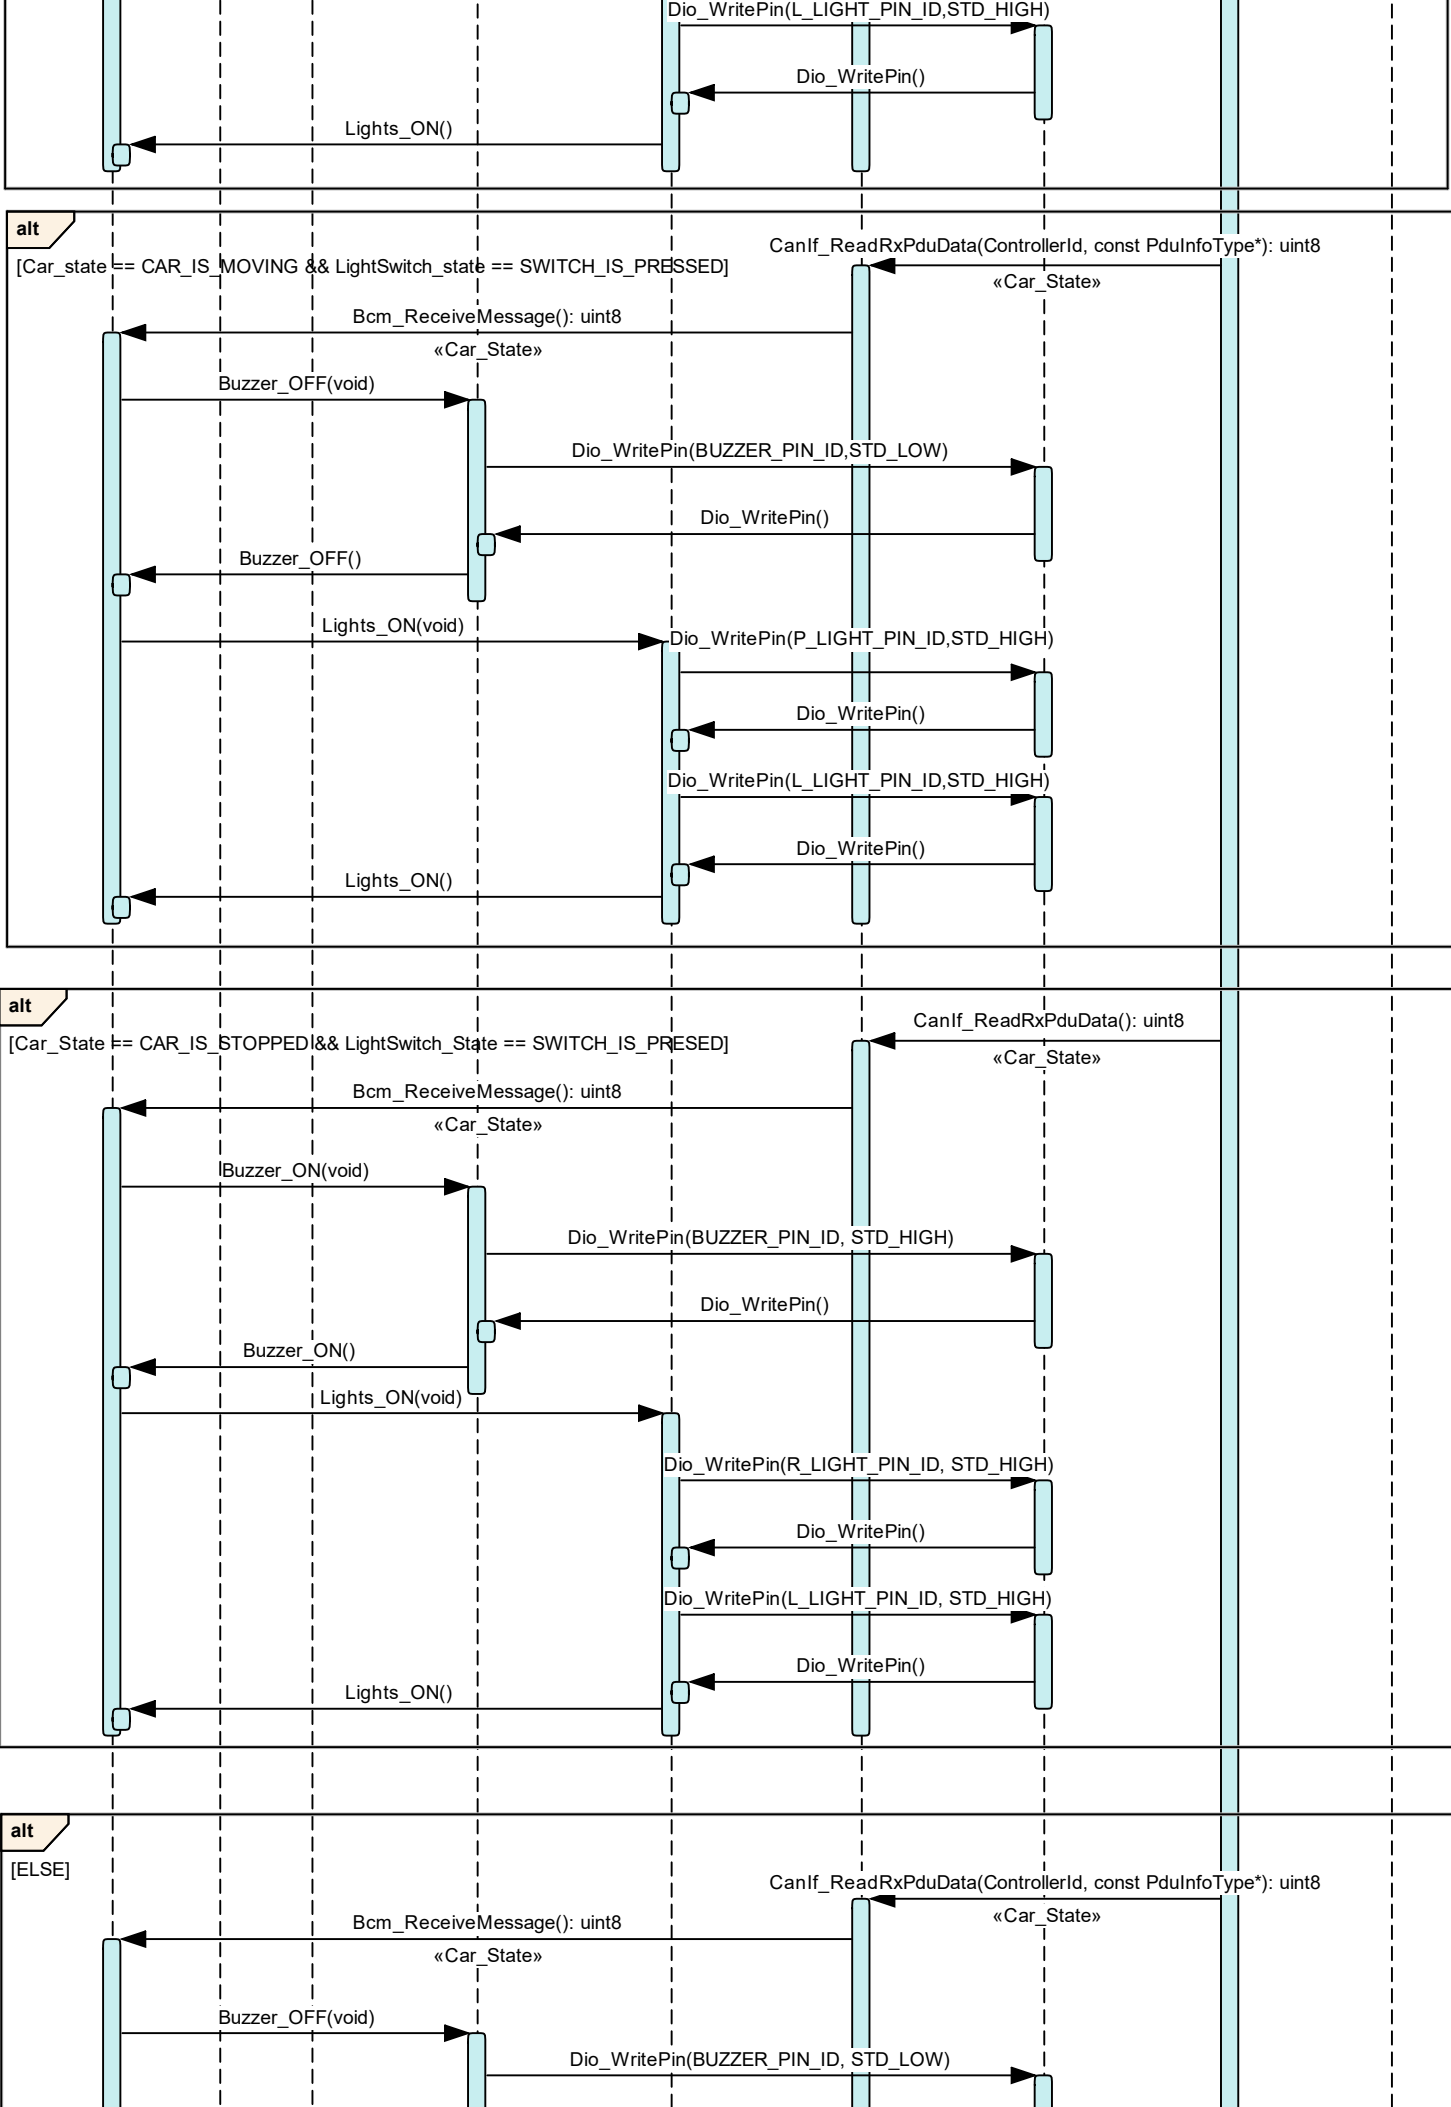 Dio_WritePin(L_LIGHT_PIN_ID,STD_HIGH)
Dio_WritePin()
Lights_ON()
alt
CanIf_ReadRxPduData(ControllerId, const PduInfoType*): uint8
[Car_state == CAR_IS_MOVING && LightSwitch_state == SWITCH_IS_PRESSED]
«Car_State»
Bcm_ReceiveMessage(): uint8
«Car_State»
Buzzer_OFF(void)
Dio_WritePin(BUZZER_PIN_ID,STD_LOW)
Dio_WritePin()
Buzzer_OFF()
Lights_ON(void)
Dio_WritePin(P_LIGHT_PIN_ID,STD_HIGH)
Dio_WritePin()
Dio_WritePin(L_LIGHT_PIN_ID,STD_HIGH)
Dio_WritePin()
Lights_ON()
alt
CanIf_ReadRxPduData(): uint8
[Car_State == CAR_IS_STOPPED && LightSwitch_State == SWITCH_IS_PRESED]
«Car_State»
Bcm_ReceiveMessage(): uint8
«Car_State»
Buzzer_ON(void)
Dio_WritePin(BUZZER_PIN_ID, STD_HIGH)
Dio_WritePin()
Buzzer_ON()
Lights_ON(void)
Dio_WritePin(R_LIGHT_PIN_ID, STD_HIGH)
Dio_WritePin()
Dio_WritePin(L_LIGHT_PIN_ID, STD_HIGH)
Dio_WritePin()
Lights_ON()
alt
[ELSE]
CanIf_ReadRxPduData(ControllerId, const PduInfoType*): uint8
«Car_State»
Bcm_ReceiveMessage(): uint8
«Car_State»
Buzzer_OFF(void)
Dio_WritePin(BUZZER_PIN_ID, STD_LOW)